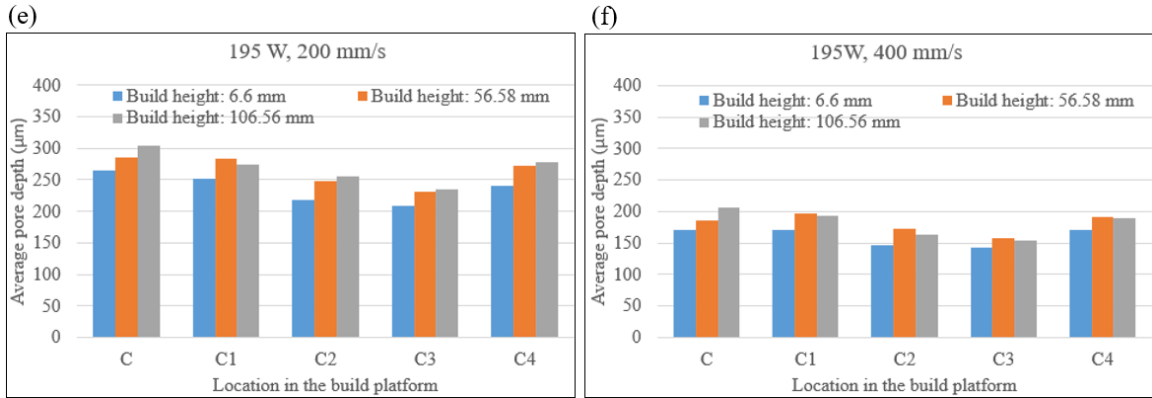 (e)
195 W, 200 mm/s
Build height: 6.6 mm
Build height: 56.58 mm
Build height: 106.56 mm
Average pore depth (μm)
400
350
300
250
200
150
100
50
0
C C1 C2 C3 C4
Location in the build platform
(f)
195W, 400 mm/s
Build height: 6.6 mm
Build height: 56.58 mm
Build height: 106.56 mm
Average pore depth (μm)
400
350
300
250
200
150
100
50
0
C C1 C2 C3 C4
Location in the build platform